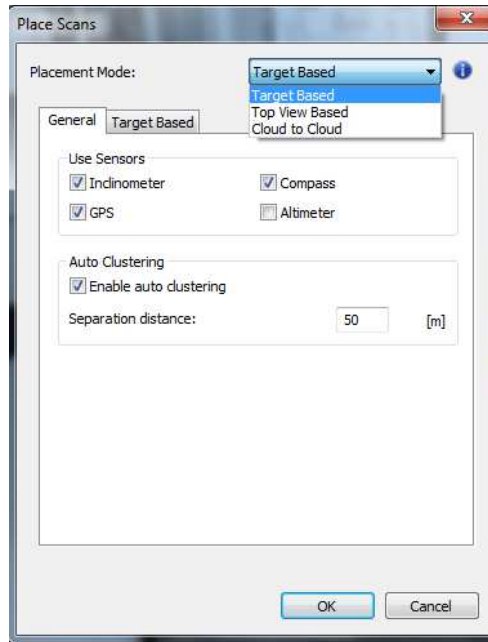 Place Scans
Placement Mode: Target Based
Target Based
Top View Based
Cloud to Cloud
General Target Based
Use Sensors
Inclinometer Compass
GPS Altimeter
Auto Clustering
Enable auto clustering
Separation distance: 50 [m]
OK Cancel